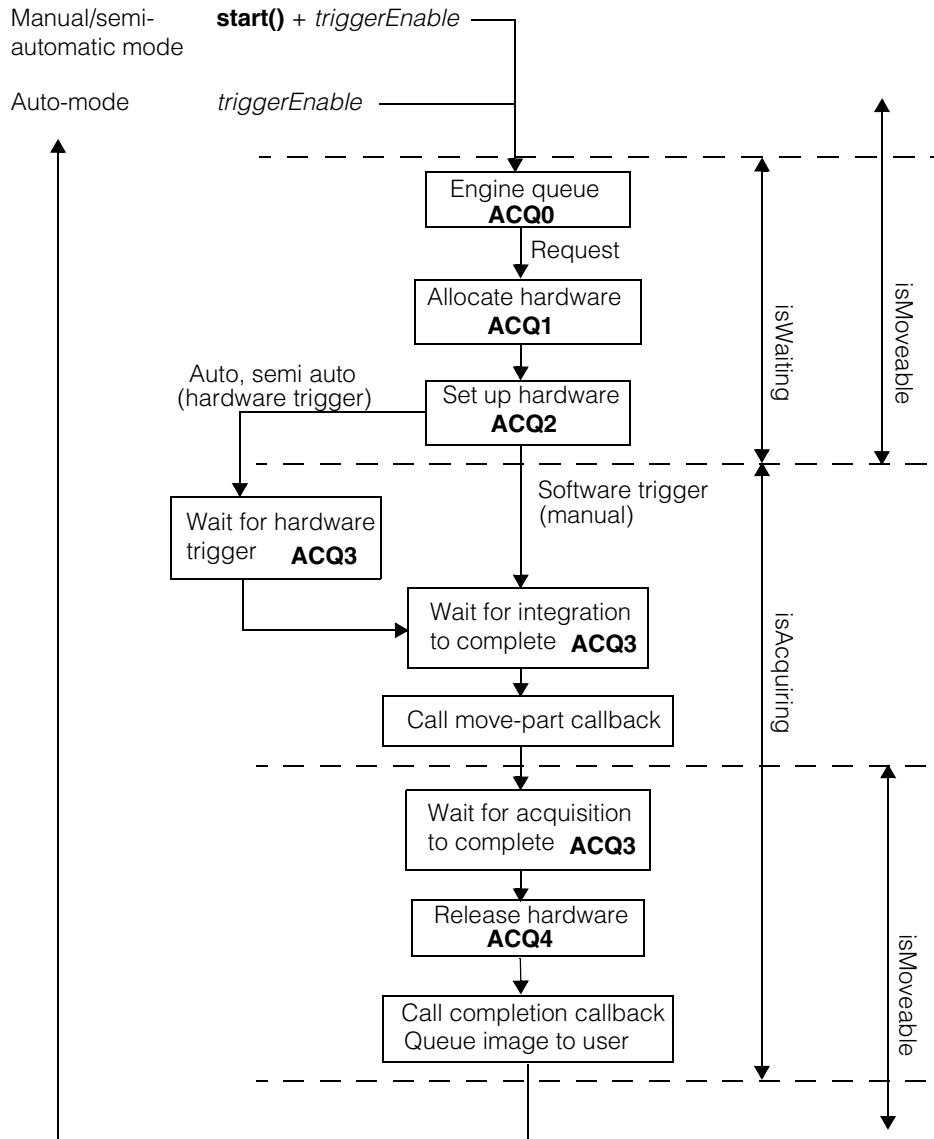 Manual/semi-
automatic mode
start() + triggerEnable
Auto-mode
triggerEnable
Engine queue
ACQ0
Request
Allocate hardware
ACQ1
Auto, semi auto
(hardware trigger)
Set up hardware
ACQ2
isWaiting
isMoveable
Software trigger
(manual)
Wait for hardware
trigger ACQ3
Wait for integration
to complete ACQ3
isAcquiring
Call move-part callback
Wait for acquisition
to complete ACQ3
Release hardware
ACQ4
isMoveable
Call completion callback
Queue image to user